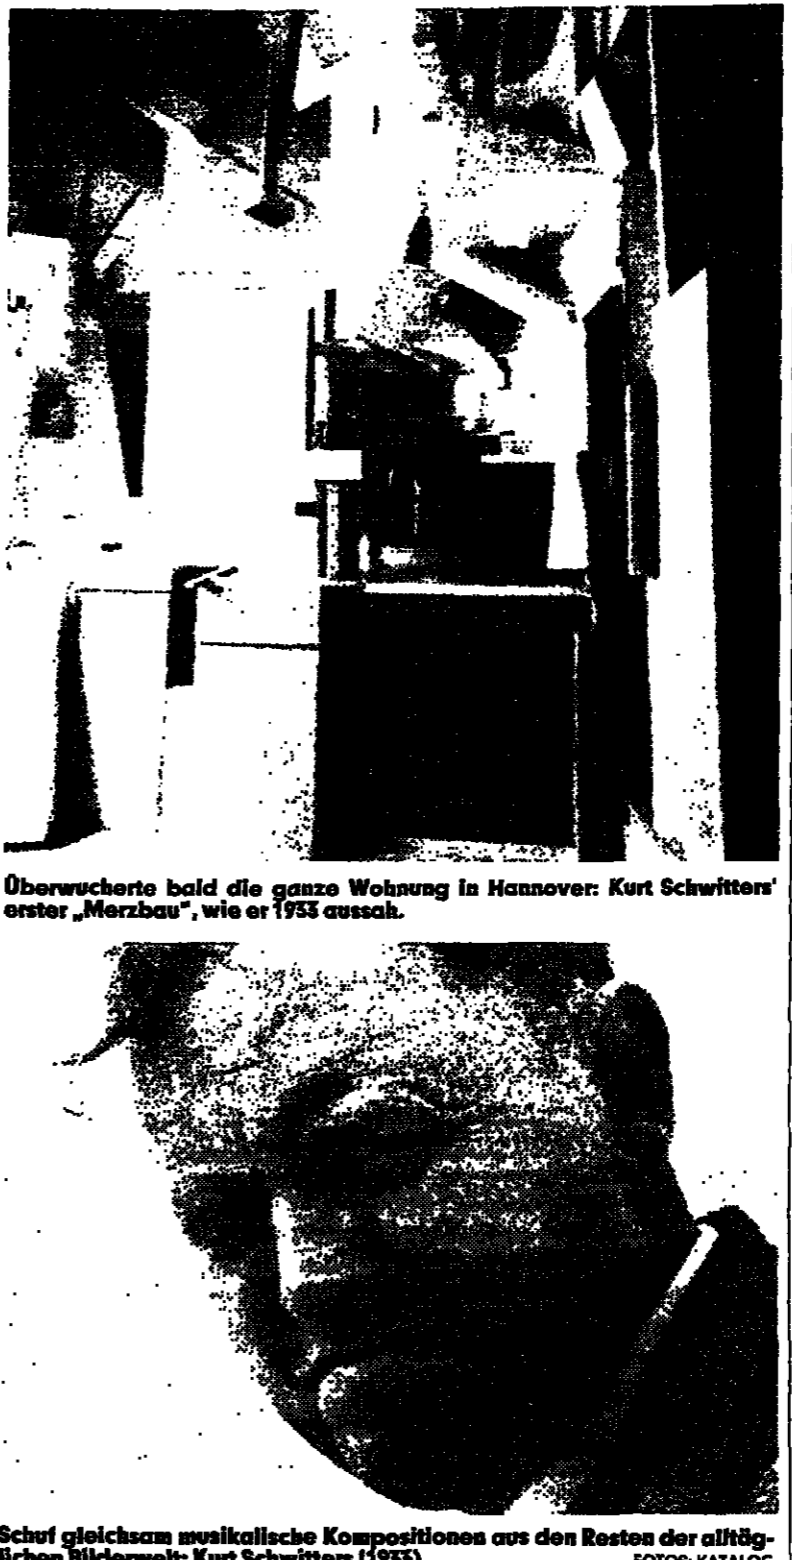 Überwucherte bald die ganze Wohnung in Hannover: Kurt Schwitters'
erster „Merzbau", wie er 1933 aussah.
Schuf gleichsam musikalische Kompositionen aus den Resten der alltäg-
lichen Bilderwelt: Kurt Schwitters (1933)
FOTOS: KATALOG